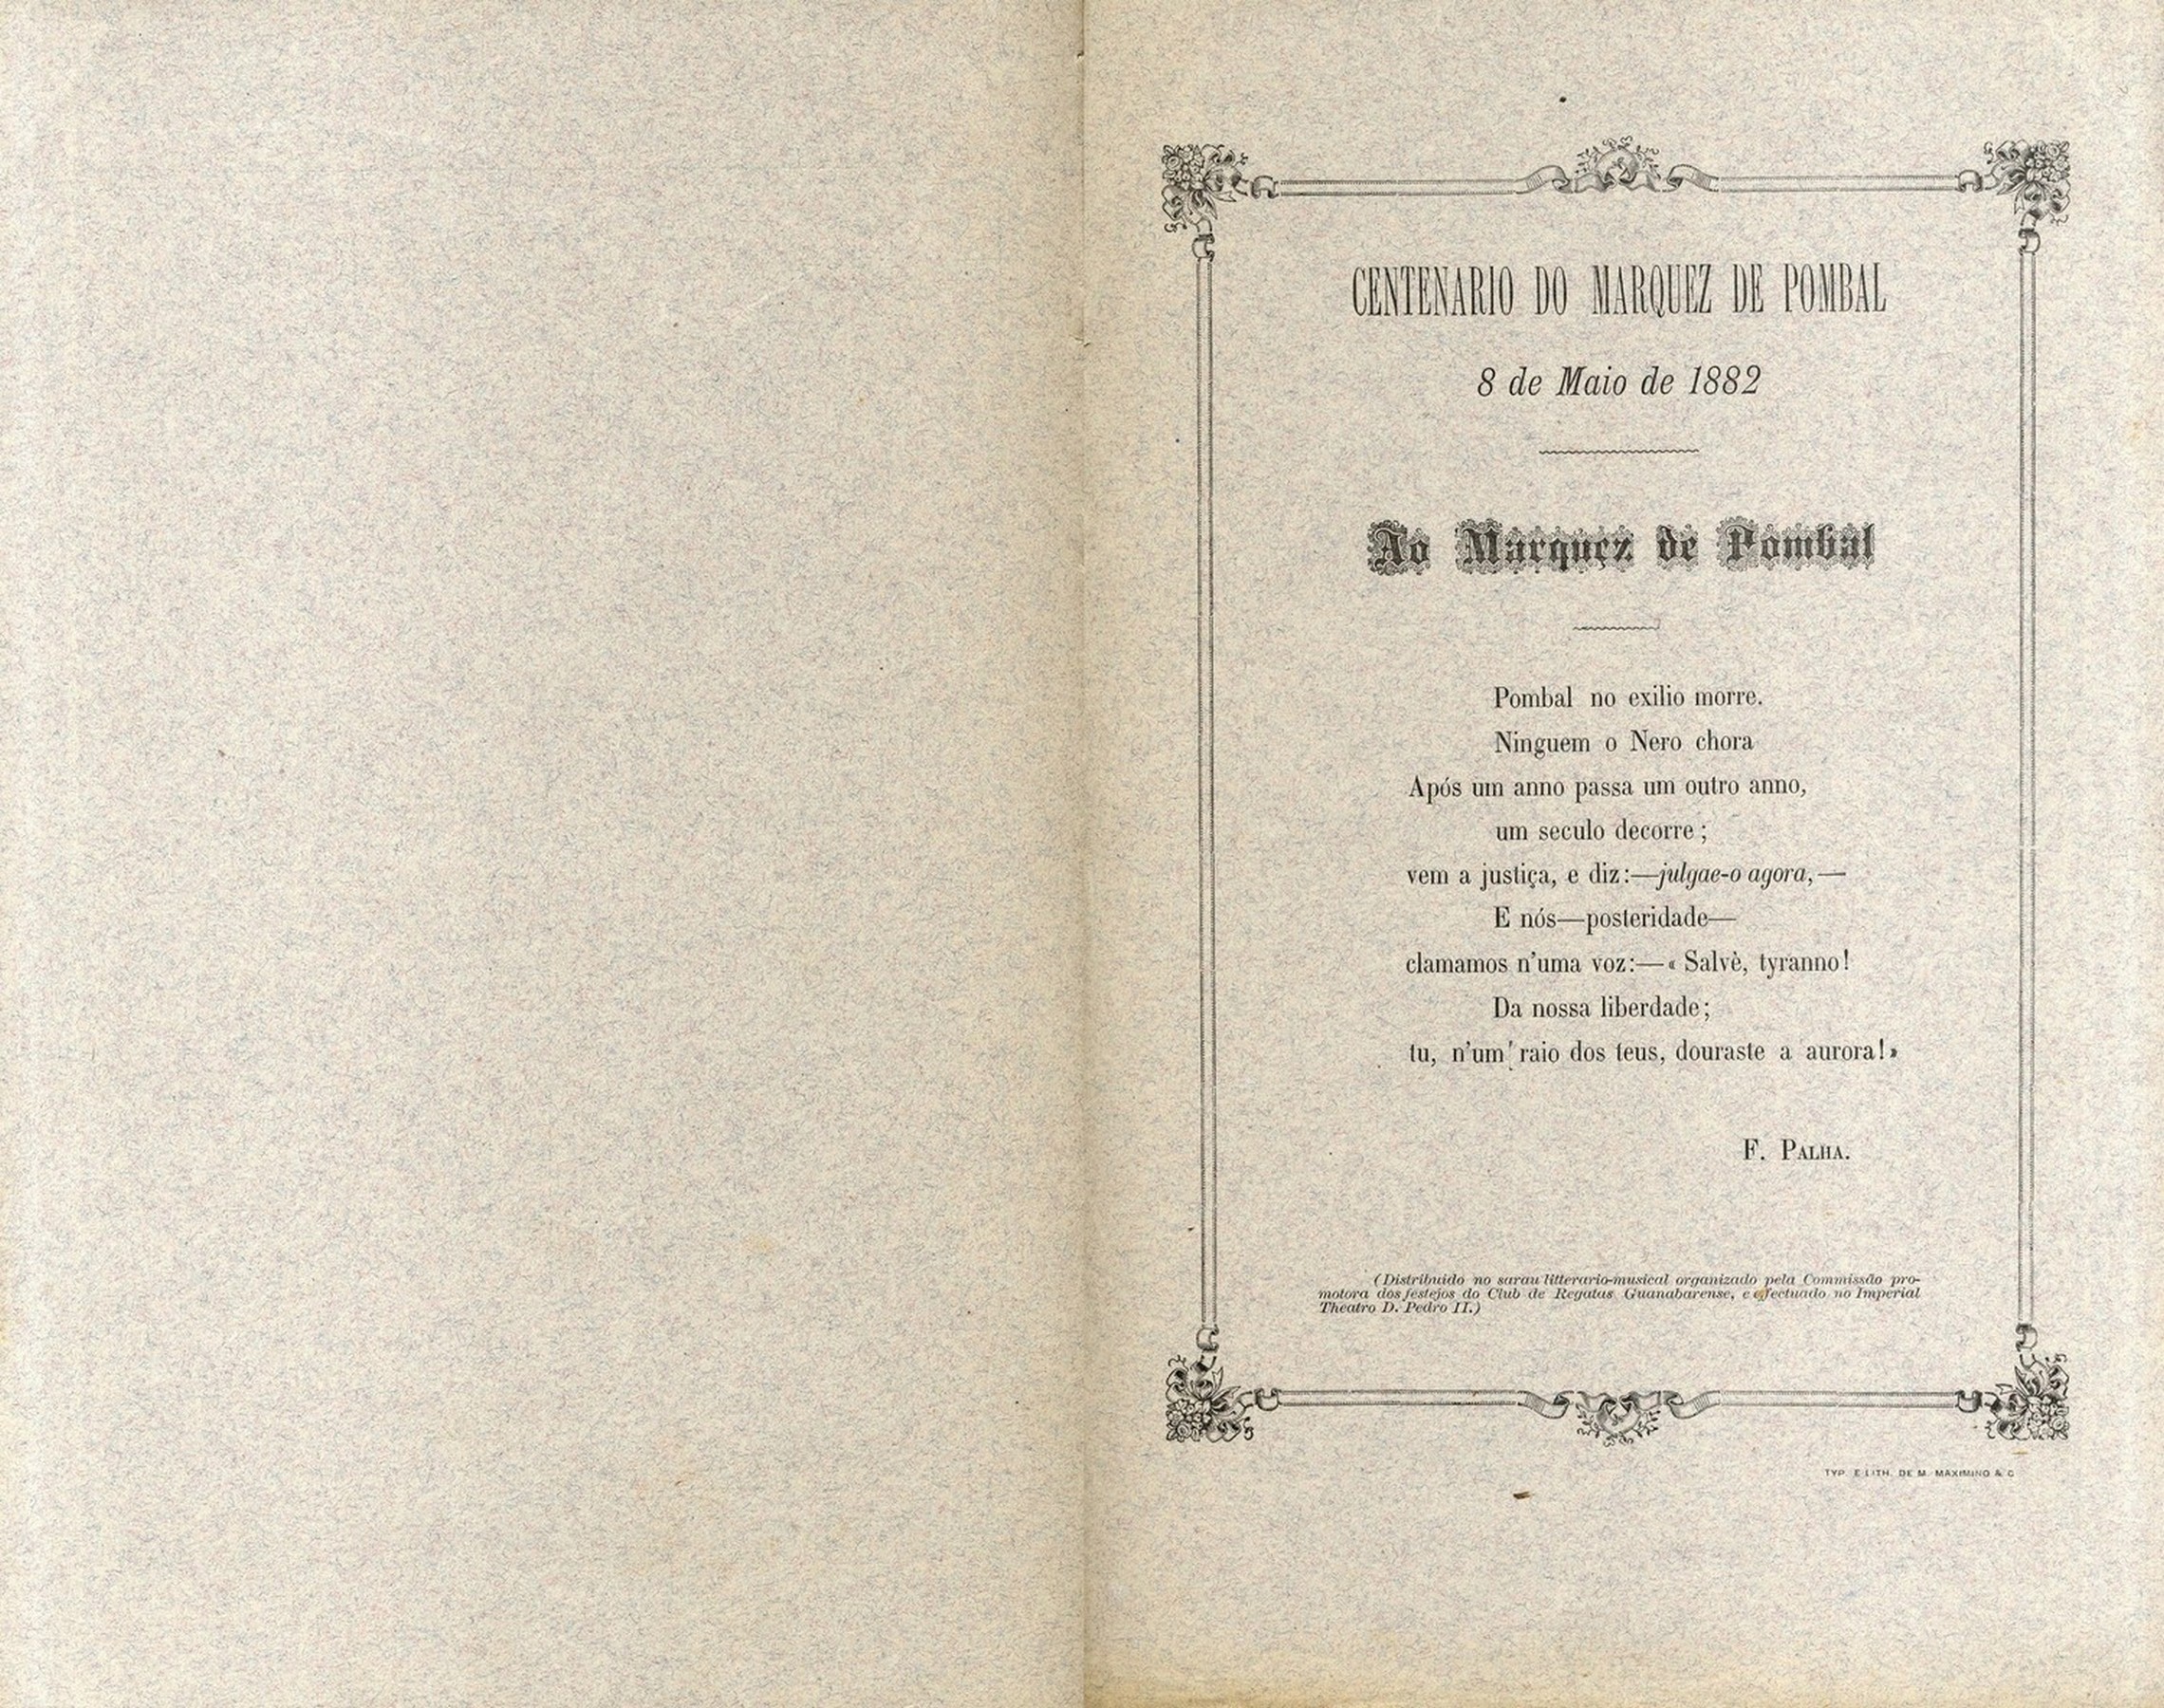 CENTENARIO DO MARQUEZ DE POMBAL
8 de Maio de 1882
Ao Marquez de Pombal
Pombal no exilio morre.
Ninguem o Nero chora
Após um anno passa um outro anno,
um seculo decorre ;
vem a justiça, e diz:—julgae-o agora,—
E nós—posteridade—
clamamos n'uma voz:—« Salvè, tyranno!
Da nossa liberdade;
tu, n'um raio dos teus, douraste a aurora!»
F. PALHA.
(Distribuido no sarau litterario-musical organizado pela Commissão pro-
motora dos festejos do Club de Regatas Guanabarense, e effectuado no Imperial
Theatro D. Pedro II.)
TYP. E LITH. DE M. MAXIMINO & C